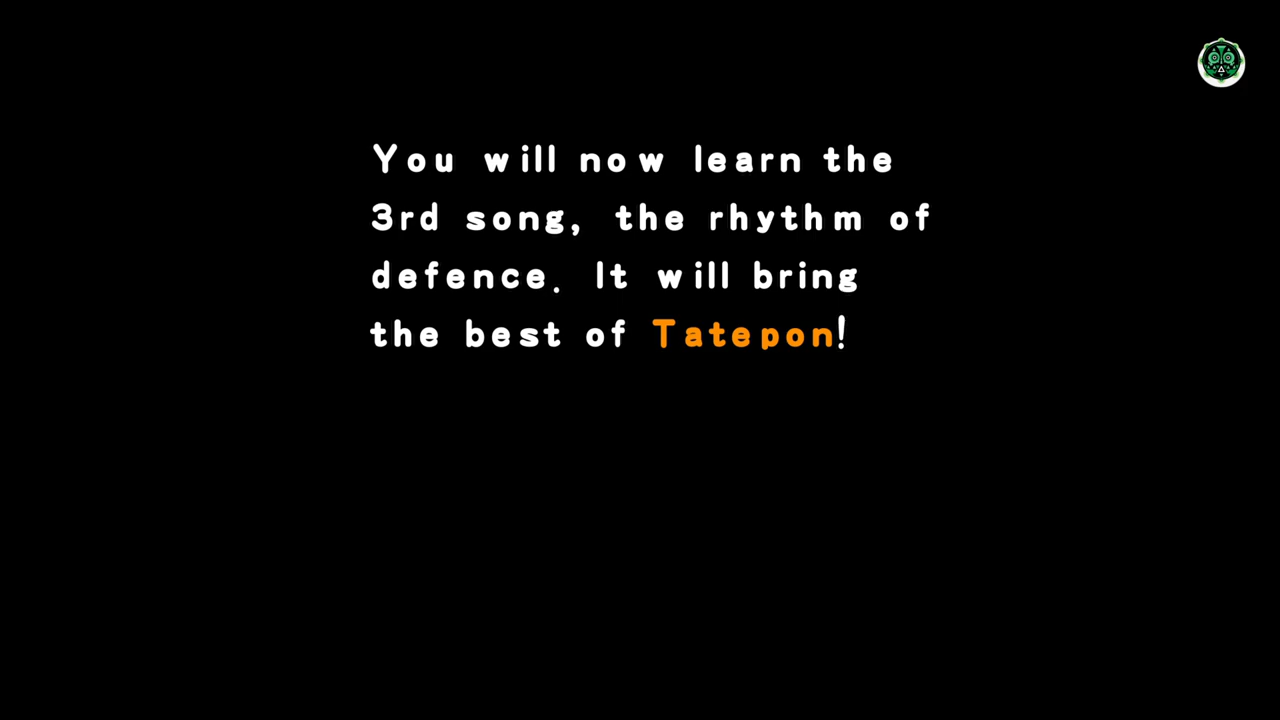 You will now learn the
3rd song, the rhythm of
defence. It will bring
the best of Tatepon!